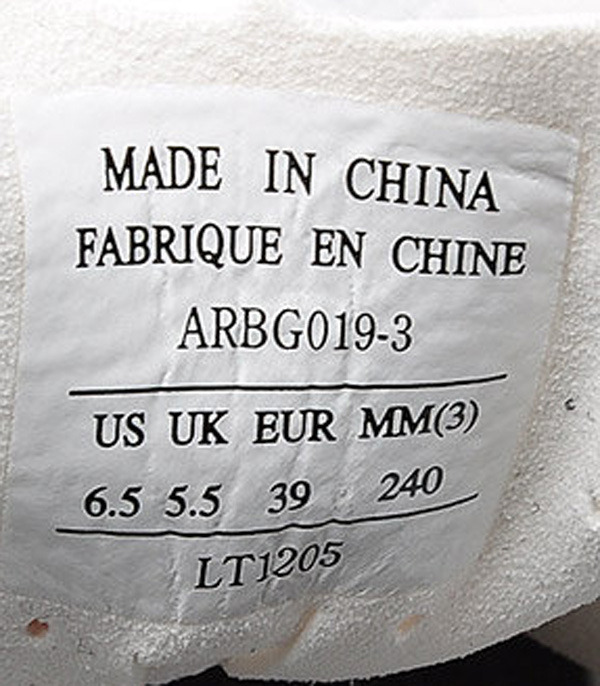 MADE IN CHINA
FABRIQUE EN CHINE
ARBG019-3
US UK EUR MM(3)
6.5 5.5 39 240
LT1205